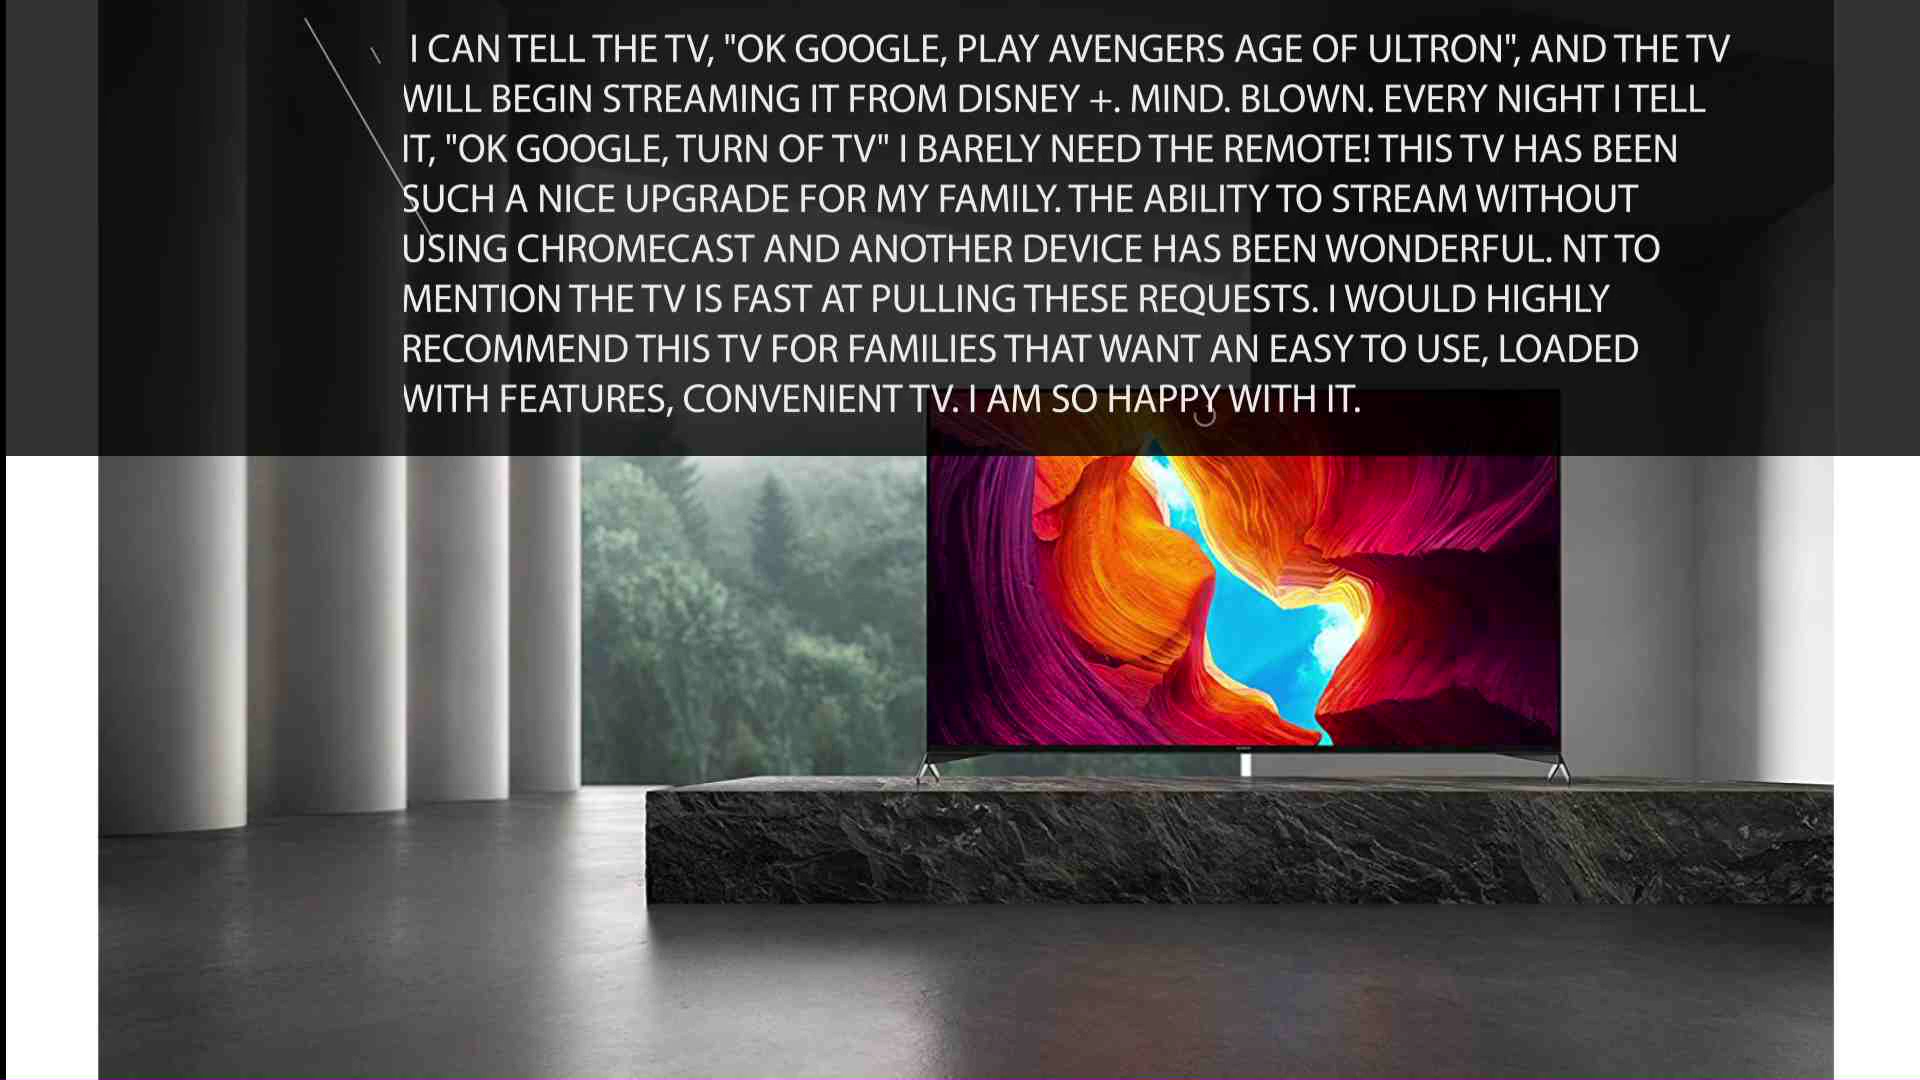 I CAN TELL THE TV, "OK GOOGLE, PLAY AVENGERS AGE OF ULTRON", AND THE TV
WILL BEGIN STREAMING IT FROM DISNEY +. MIND. BLOWN. EVERY NIGHT I TELL
IT, "OK GOOGLE, TURN OF TV" I BARELY NEED THE REMOTE! THIS TV HAS BEEN
SUCH A NICE UPGRADE FOR MY FAMILY. THE ABILITY TO STREAM WITHOUT
USING CHROMECAST AND ANOTHER DEVICE HAS BEEN WONDERFUL. NT TO
MENTION THE TV IS FAST AT PULLING THESE REQUESTS. I WOULD HIGHLY
RECOMMEND THIS TV FOR FAMILIES THAT WANT AN EASY TO USE, LOADED
WITH FEATURES, CONVENIENT TV. I AM SO HAPPY WITH IT.